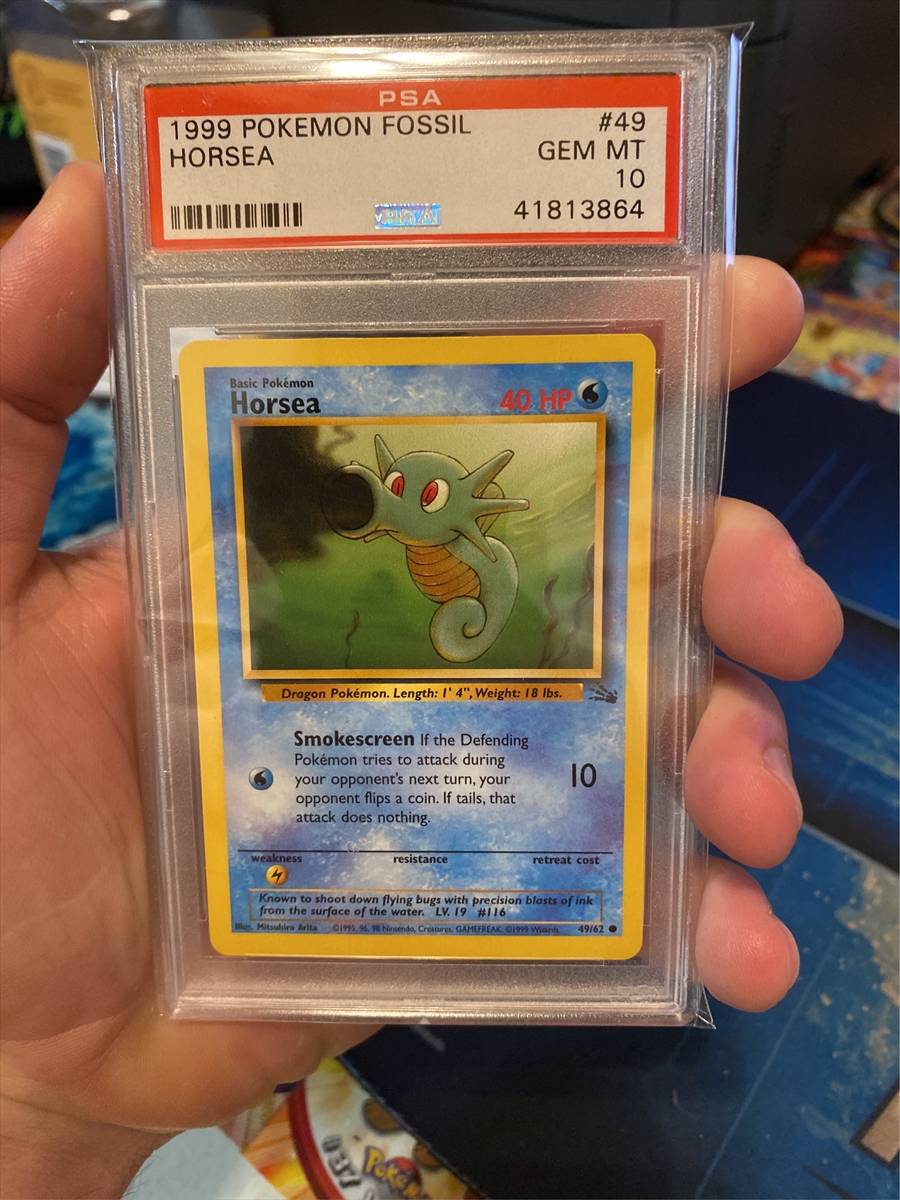 PSA
1999 POKEMON FOSSIL #49
HORSEA GEM MT
10
PSA 41813864
Basic Pokémon
Horsea 40 HP
Dragon Pokémon. Length: 1' 4", Weight: 18 lbs.
Smokescreen If the Defending
Pokémon tries to attack during
your opponent's next turn, your
opponent flips a coin. If tails, that
attack does nothing.
10
weakness resistance retreat cost
Known to shoot down flying bugs with precision blasts of ink
from the surface of the water. LV. 19 #116
Illus. Mitsuhiro Arita ©1995, 96, 98 Nintendo, Creatures, GAMEFREAK. ©1999 Wizards. 49/62
Pokémon